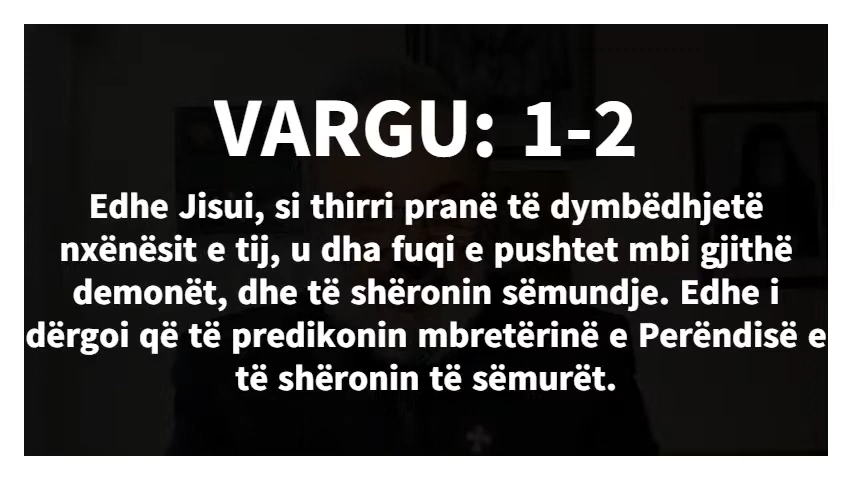 VARGU: 1-2
Edhe Jisui, si thirri pranë të dymbëdhjetë
nxënësit e tij, u dha fuqi e pushtet mbi gjithë
demonët, dhe të shëronin sëmundje. Edhe i
dërgoi që të predikonin mbretërinë e Perëndisë e
të shëronin të sëmurët.